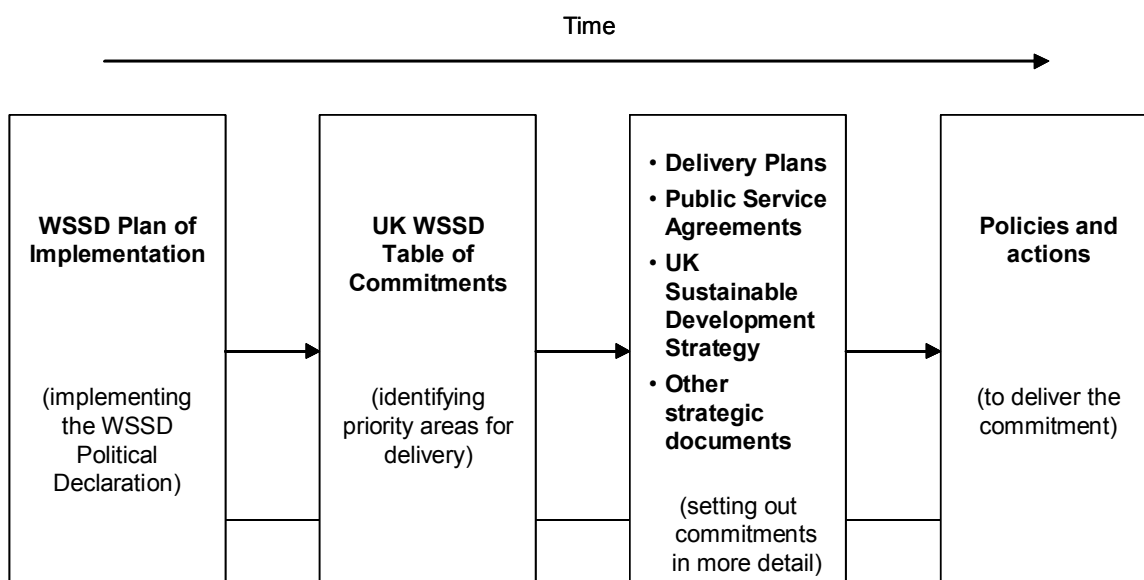 Time
WSSD Plan of
Implementation
(implementing
the WSSD
Political
Declaration)
UK WSSD
Table of
Commitments
(identifying
priority areas for
delivery)
• Delivery Plans
• Public Service
Agreements
• UK
Sustainable
Development
Strategy
• Other
strategic
documents
(setting out
commitments
in more detail)
Policies and
actions
(to deliver the
commitment)